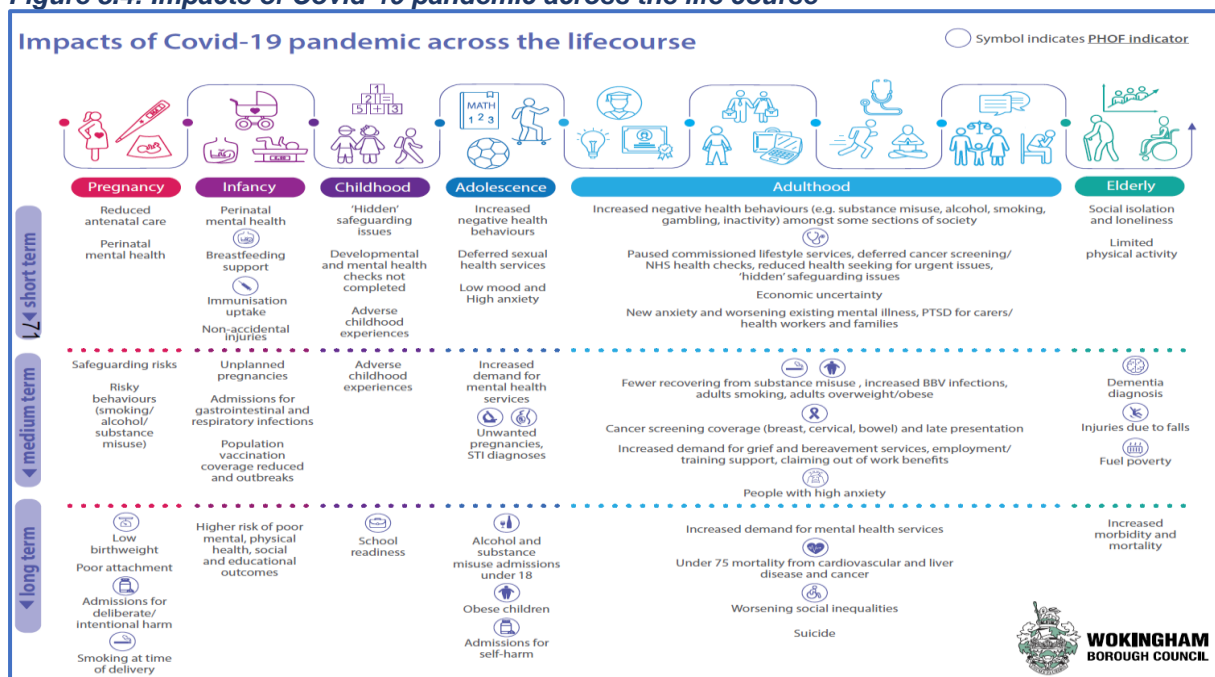 Figure 3.4: Impacts of Covid-19 pandemic across the life course
Impacts of Covid-19 pandemic across the lifecourse
Symbol indicates PHOF indicator
MATH
1 2 3
1 2
5 + 3
Pregnancy
Infancy
Childhood
Adolescence
Adulthood
Elderly
short term
71
Reduced
antenatal care
Perinatal
mental health
Perinatal
mental health
Breastfeeding
support
Immunisation
uptake
Non-accidental
injuries
'Hidden'
safeguarding
issues
Developmental
and mental health
checks not
completed
Adverse
childhood
experiences
Increased
negative health
behaviours
Deferred sexual
health services
Low mood and
High anxiety
Increased negative health behaviours (e.g. substance misuse, alcohol, smoking,
gambling, inactivity) amongst some sections of society
Paused commissioned lifestyle services, deferred cancer screening/
NHS health checks, reduced health seeking for urgent issues,
'hidden' safeguarding issues
Economic uncertainty
New anxiety and worsening existing mental illness, PTSD for carers/
health workers and families
Social isolation
and loneliness
Limited
physical activity
medium term
Safeguarding risks
Risky
behaviours
(smoking/
alcohol/
substance
misuse)
Unplanned
pregnancies
Admissions for
gastrointestinal and
respiratory infections
Population
vaccination
coverage reduced
and outbreaks
Adverse
childhood
experiences
Increased
demand for
mental health
services
Unwanted
pregnancies,
STI diagnoses
Fewer recovering from substance misuse , increased BBV infections,
adults smoking, adults overweight/obese
Cancer screening coverage (breast, cervical, bowel) and late presentation
Increased demand for grief and bereavement services, employment/
training support, claiming out of work benefits
People with high anxiety
Dementia
diagnosis
Injuries due to falls
Fuel poverty
long term
Low
birthweight
Poor attachment
Admissions for
deliberate/
intentional harm
Smoking at time
of delivery
Higher risk of poor
mental, physical
health, social
and educational
outcomes
School
readiness
Alcohol and
substance
misuse admissions
under 18
Obese children
Admissions for
self-harm
Increased demand for mental health services
Under 75 mortality from cardiovascular and liver
disease and cancer
Worsening social inequalities
Suicide
Increased
morbidity and
mortality
WOKINGHAM
BOROUGH COUNCIL